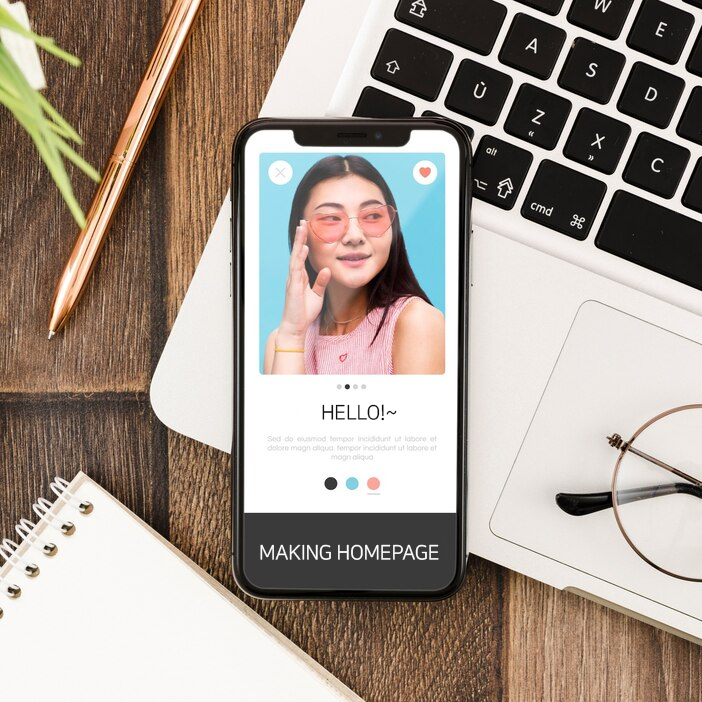 W
E
A
S
D
Ù
Z
«
X
»
C
alt
cmd ⌘
HELLO!~
Sed do eiusmod tempor incididunt ut labore et
dolore magn aliqua. tempor incididunt ut labore et
magn aliqua
MAKING HOMEPAGE